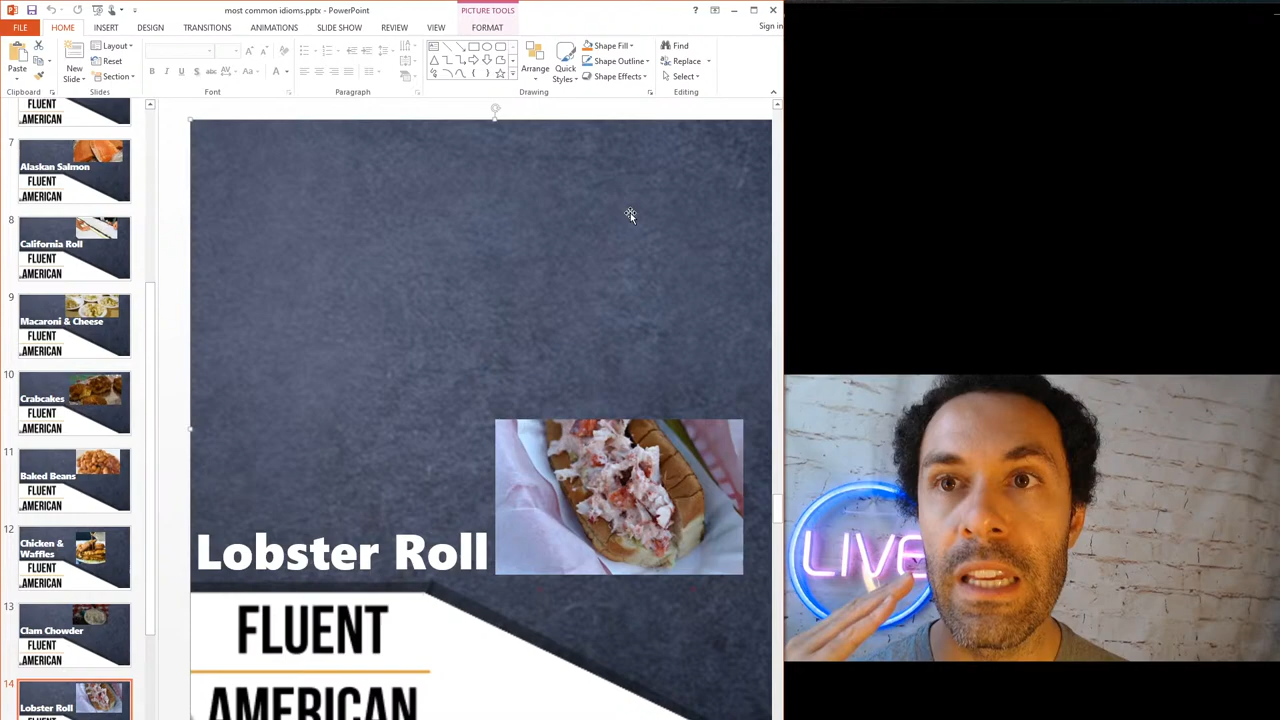 most common idioms.pptx - PowerPoint
PICTURE TOOLS
?
FILE
HOME
INSERT
DESIGN
TRANSITIONS
ANIMATIONS
SLIDE SHOW
REVIEW
VIEW
FORMAT
Sign in
Paste
New
Slide
Layout
Reset
Section
B
I
U
S
abc
AV
Aa
A
Arrange
Quick
Styles
Shape Fill
Shape Outline
Shape Effects
Find
Replace
Select
Clipboard
Slides
Font
Paragraph
Drawing
Editing
FLUENT
AMERICAN
7
Alaskan Salmon
FLUENT
AMERICAN
8
California Roll
FLUENT
AMERICAN
9
Macaroni & Cheese
FLUENT
AMERICAN
10
Crabcakes
FLUENT
AMERICAN
11
Baked Beans
FLUENT
AMERICAN
12
Chicken &
Waffles
FLUENT
AMERICAN
13
Clam Chowder
FLUENT
AMERICAN
14
Lobster Roll
FLUENT
Lobster Roll
FLUENT
AMERICAN
LIVE